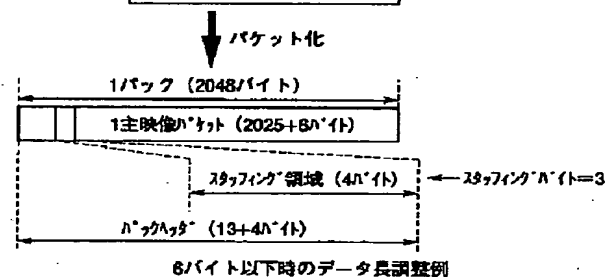 パケット化
1パック (2048バイト)
1主映像パケット (2025+6バイト)
スタッフィング領域 (4バイト)
スタッフィングバイト=3
パックヘッダ (13+4バイト)
6バイト以下時のデータ長調整例